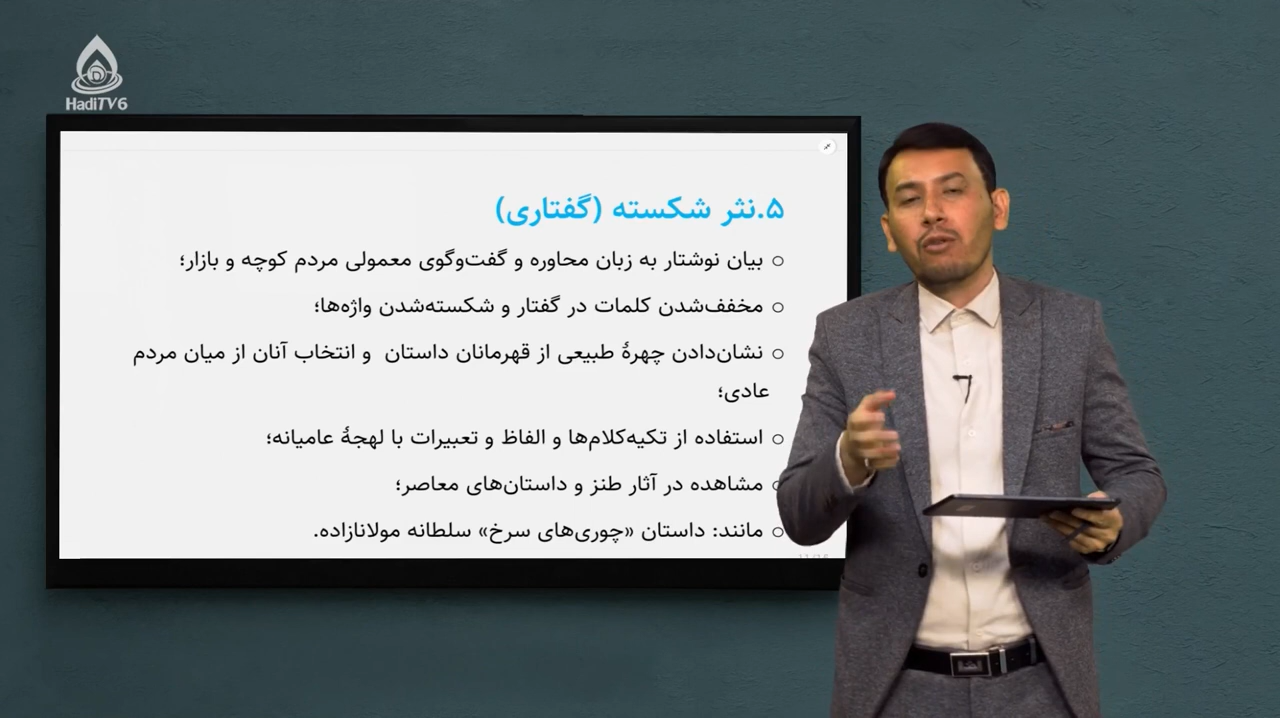 HadiTV6
۵.نثر شکسته (گفتاری)
○ بیان نوشتار به زبان محاوره و گفت‌وگوی معمولی مردم کوچه و بازار؛
○ مخفف‌شدن کلمات در گفتار و شکسته‌شدن واژه‌ها؛
○ نشان‌دادن چهرهٔ طبیعی از قهرمانان داستان و انتخاب آنان از میان مردم
عادی؛
○ استفاده از تکیه‌کلام‌ها و الفاظ و تعبیرات با لهجهٔ عامیانه؛
○ مشاهده در آثار طنز و داستان‌های معاصر؛
○ مانند: داستان «چوری‌های سرخ» سلطانه مولانازاده.